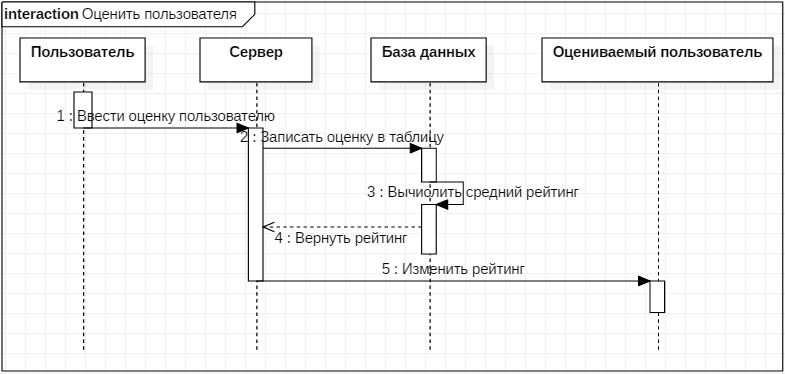 interaction Оценить пользователя
Пользователь
Сервер
База данных
Оцениваемый пользователь
1 : Ввести оценку пользователю
2 : Записать оценку в таблицу
3 : Вычислить средний рейтинг
4 : Вернуть рейтинг
5 : Изменить рейтинг